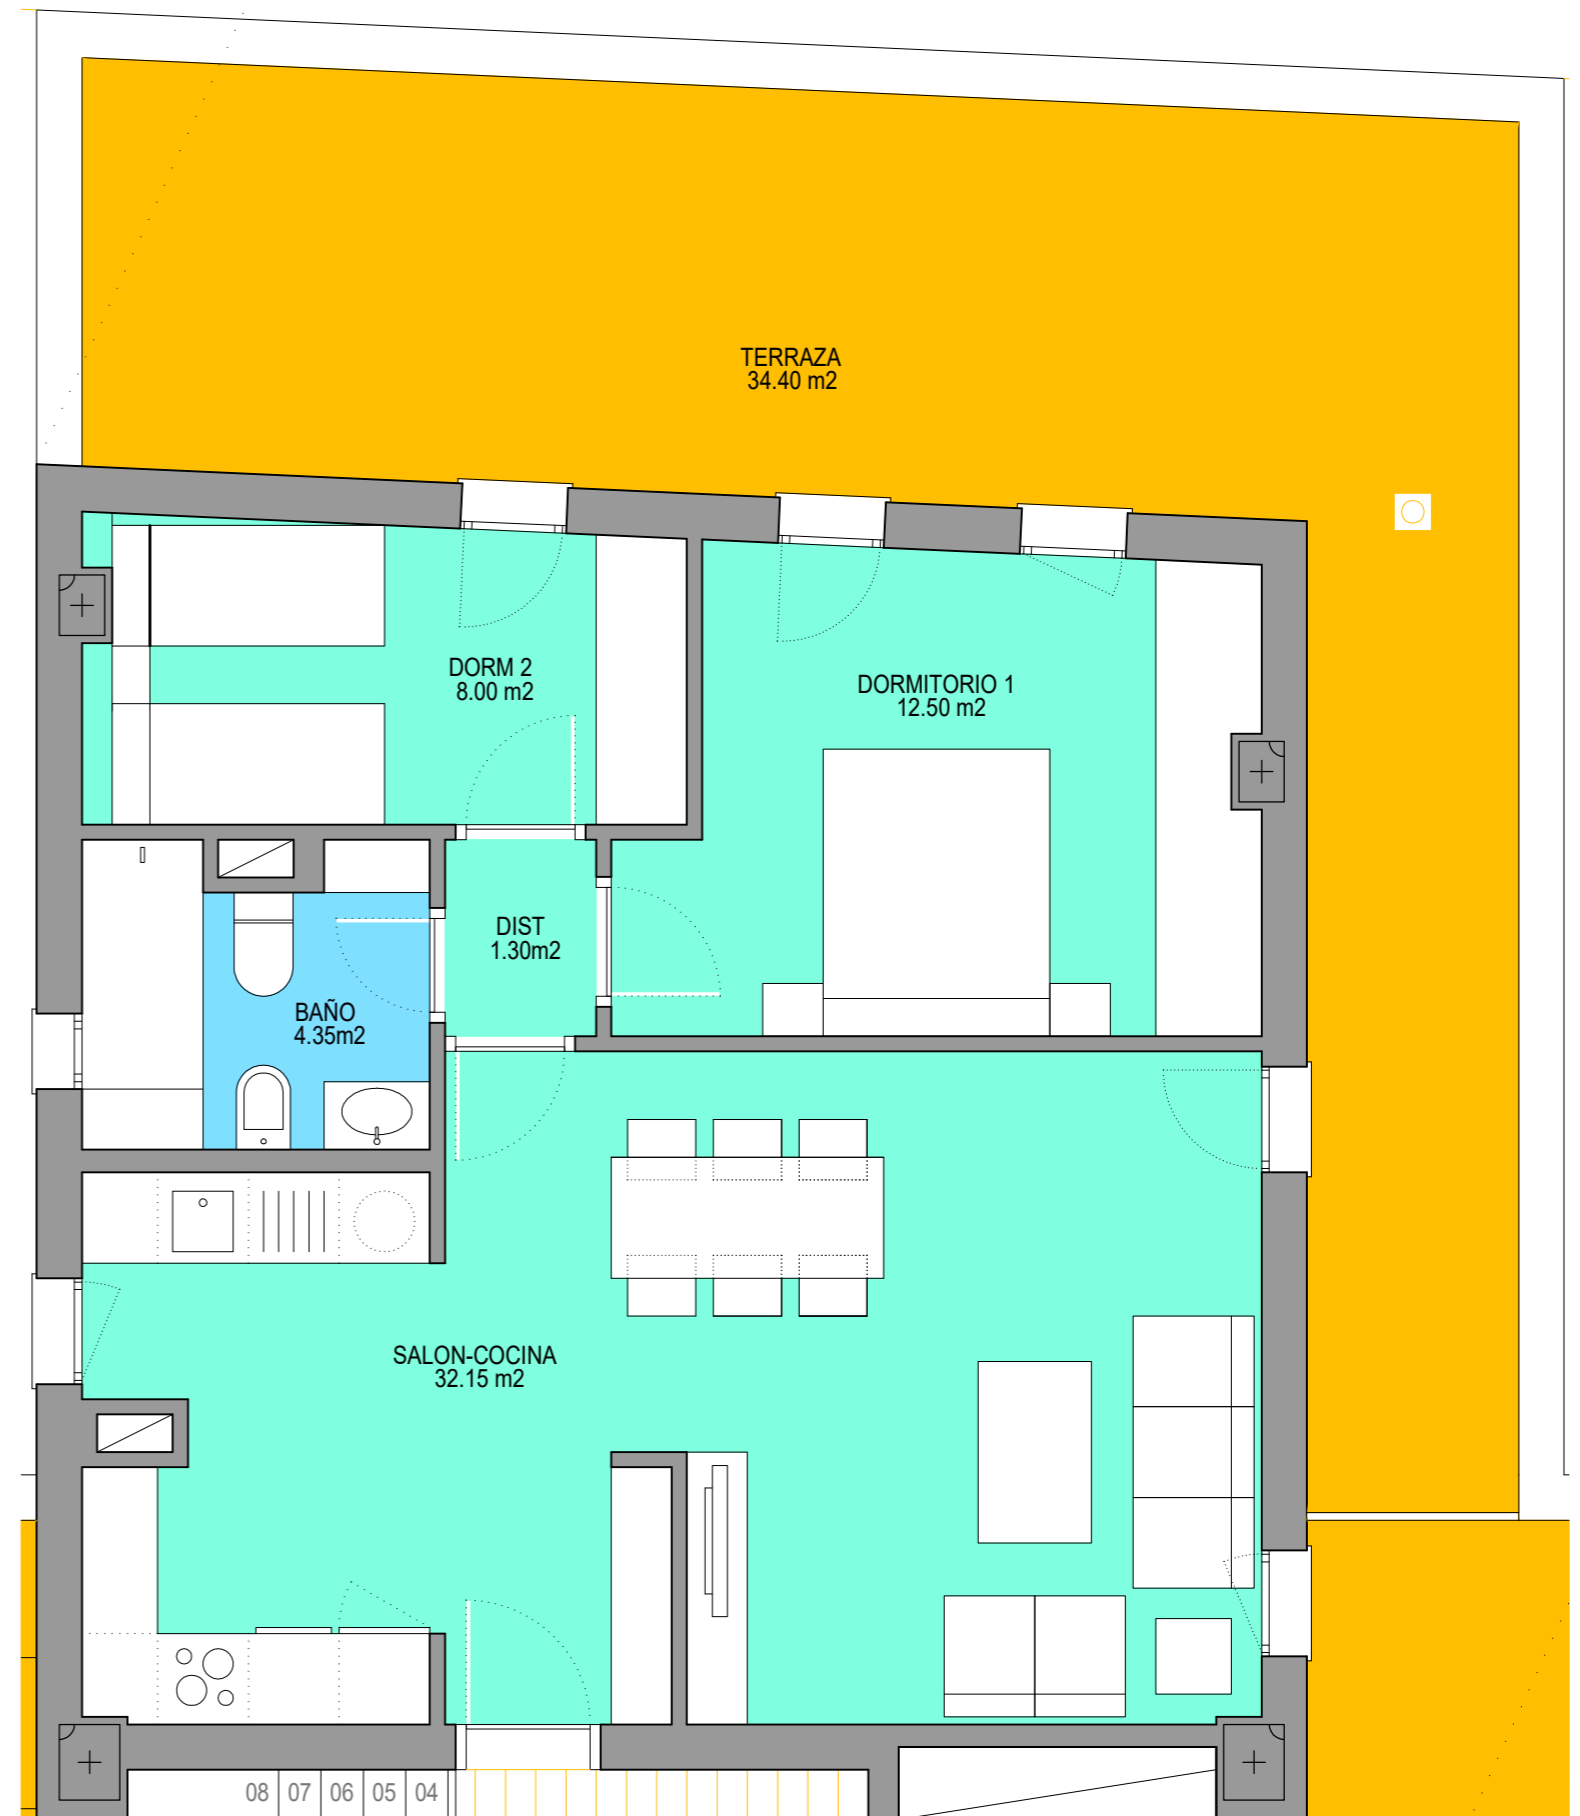 TERRAZA
34.40 m2
DORM 2
8.00 m2
DORMITORIO 1
12.50 m2
DIST
1.30m2
BAÑO
4.35m2
SALON-COCINA
32.15 m2
08 07 06 05 04